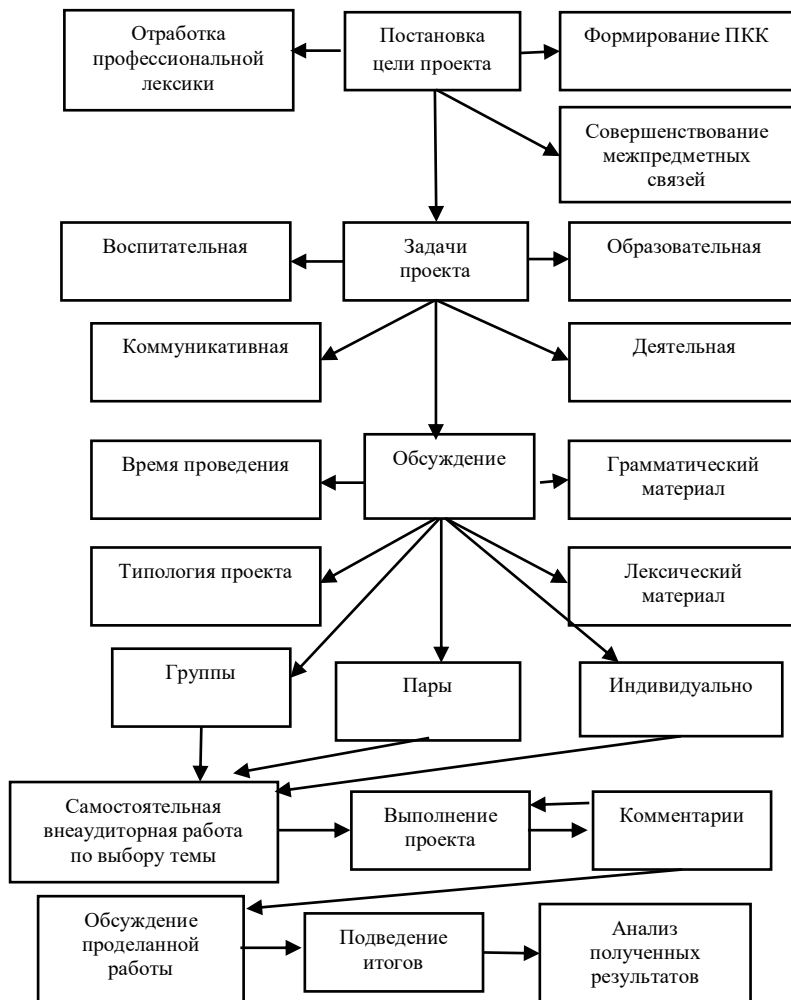 Отработка
профессиональной
лексики
Постановка
цели проекта
Формирование ПКК
Совершенствование
межпредметных
связей
Воспитательная
Задачи
проекта
Образовательная
Коммуникативная
Деятельная
Время проведения
Обсуждение
Грамматический
материал
Типология проекта
Лексический
материал
Группы
Пары
Индивидуально
Самостоятельная
внеаудиторная работа
по выбору темы
Выполнение
проекта
Комментарии
Обсуждение
проделанной
работы
Подведение
итогов
Анализ
полученных
результатов